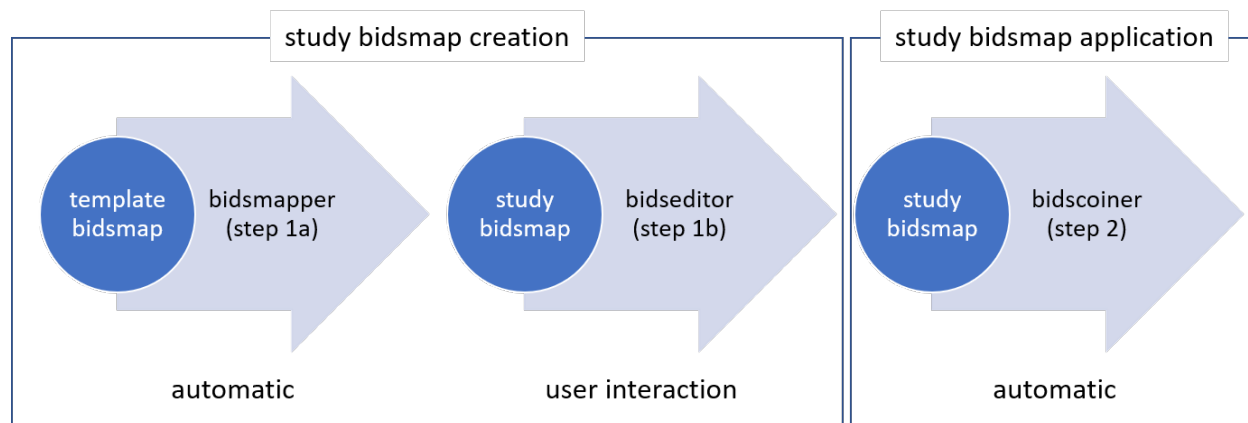 study bidsmap creation
study bidsmap application
template
bidsmap
bidsmapper
(step 1a)
study
bidsmap
bidseditor
(step 1b)
study
bidsmap
bidscoiner
(step 2)
automatic
user interaction
automatic